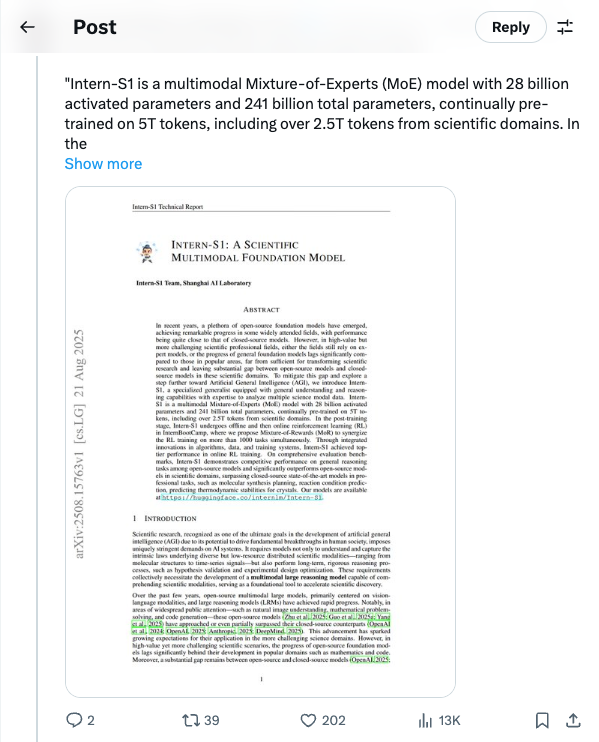 Post
Reply
"Intern-S1 is a multimodal Mixture-of-Experts (MoE) model with 28 billion
activated parameters and 241 billion total parameters, continually pre-
trained on 5T tokens, including over 2.5T tokens from scientific domains. In
the
Show more
Intern-S1 Technical Report
INTERN-S1: A SCIENTIFIC
MULTIMODAL FOUNDATION MODEL
Intern-S1 Team, Shanghai AI Laboratory
ABSTRACT
In recent years, a plethora of open-source foundation models have emerged,
achieving remarkable progress in some widely attended fields, with performance
being quite close to that of closed-source models. However, in high-value but
more challenging scientific professional fields, either the fields still rely on ex-
pert models, or the progress of general foundation models lags significantly com-
pared to those in popular areas, far from sufficient for transforming scientific
research and leaving substantial gap between open-source models and closed-
source models in these scientific domains. To mitigate this gap and explore a
step further toward Artificial General Intelligence (AGI), we introduce Intern-
S1, a specialized generalist equipped with general understanding and reason-
ing capabilities with expertise to analyze multiple science modal data. Intern-
S1 is a multimodal Mixture-of-Experts (MoE) model with 28 billion activated
parameters and 241 billion total parameters, continually pre-trained on 5T to-
kens, including over 2.5T tokens from scientific domains. In the post-training
stage, Intern-S1 undergoes offline and then online reinforcement learning (RL)
in InternBootCamp, where we propose Mixture-of-Rewards (MoR) to synergize
the RL training on more than 1000 tasks simultaneously. Through integrated
innovations in algorithms, data, and training systems, Intern-S1 achieved top-
tier performance in online RL training. On comprehensive evaluation bench-
marks, Intern-S1 demonstrates competitive performance on general reasoning
tasks among open-source models and significantly outperforms open-source mod-
els in scientific domains, surpassing closed-source state-of-the-art models in pro-
fessional tasks, such as molecular synthesis planning, reaction condition predic-
tion, predicting thermodynamic stabilities for crystals. Our models are available
at https://huggingface.co/internlm/Intern-S1.
arXiv:2508.15763v1 [cs.LG] 21 Aug 2025
1 INTRODUCTION
Scientific research, recognized as one of the ultimate goals in the development of artificial general
intelligence (AGI) due to its potential to drive fundamental breakthroughs in human society, imposes
uniquely stringent demands on AI systems. It requires models not only to understand and capture the
intrinsic laws underlying diverse but low-resource distributed scientific modalities—ranging from
molecular structures to time-series signals—but also perform long-term, rigorous reasoning pro-
cesses, such as hypothesis validation and experimental design optimization. These requirements
collectively necessitate the development of a multimodal large reasoning model capable of com-
prehending scientific modalities, serving as a foundational tool to accelerate scientific discovery.
Over the past few years, open-source multimodal large models, primarily centered on vision-
language modalities, and large reasoning models (LRMs) have achieved rapid progress. Notably, in
areas of widespread public attention—such as natural image understanding, mathematical problem-
solving, and code generation—these open-source models (Zhu et al., 2025; Guo et al., 2025; Yang
et al., 2025) have approached or even partially surpassed their closed-source counterparts (OpenAI
et al., 2024; OpenAI, 2025; Anthropic, 2025; DeepMind, 2025). This advancement has sparked
growing expectations for their application in the more challenging science domains. However, in
high-value yet more challenging scientific scenarios, the progress of open-source foundation mod-
els lags significantly behind their development in popular domains such as mathematics and code.
Moreover, a substantial gap remains between open-source and closed-source models (OpenAI, 2025;
1
2
39
202
13K